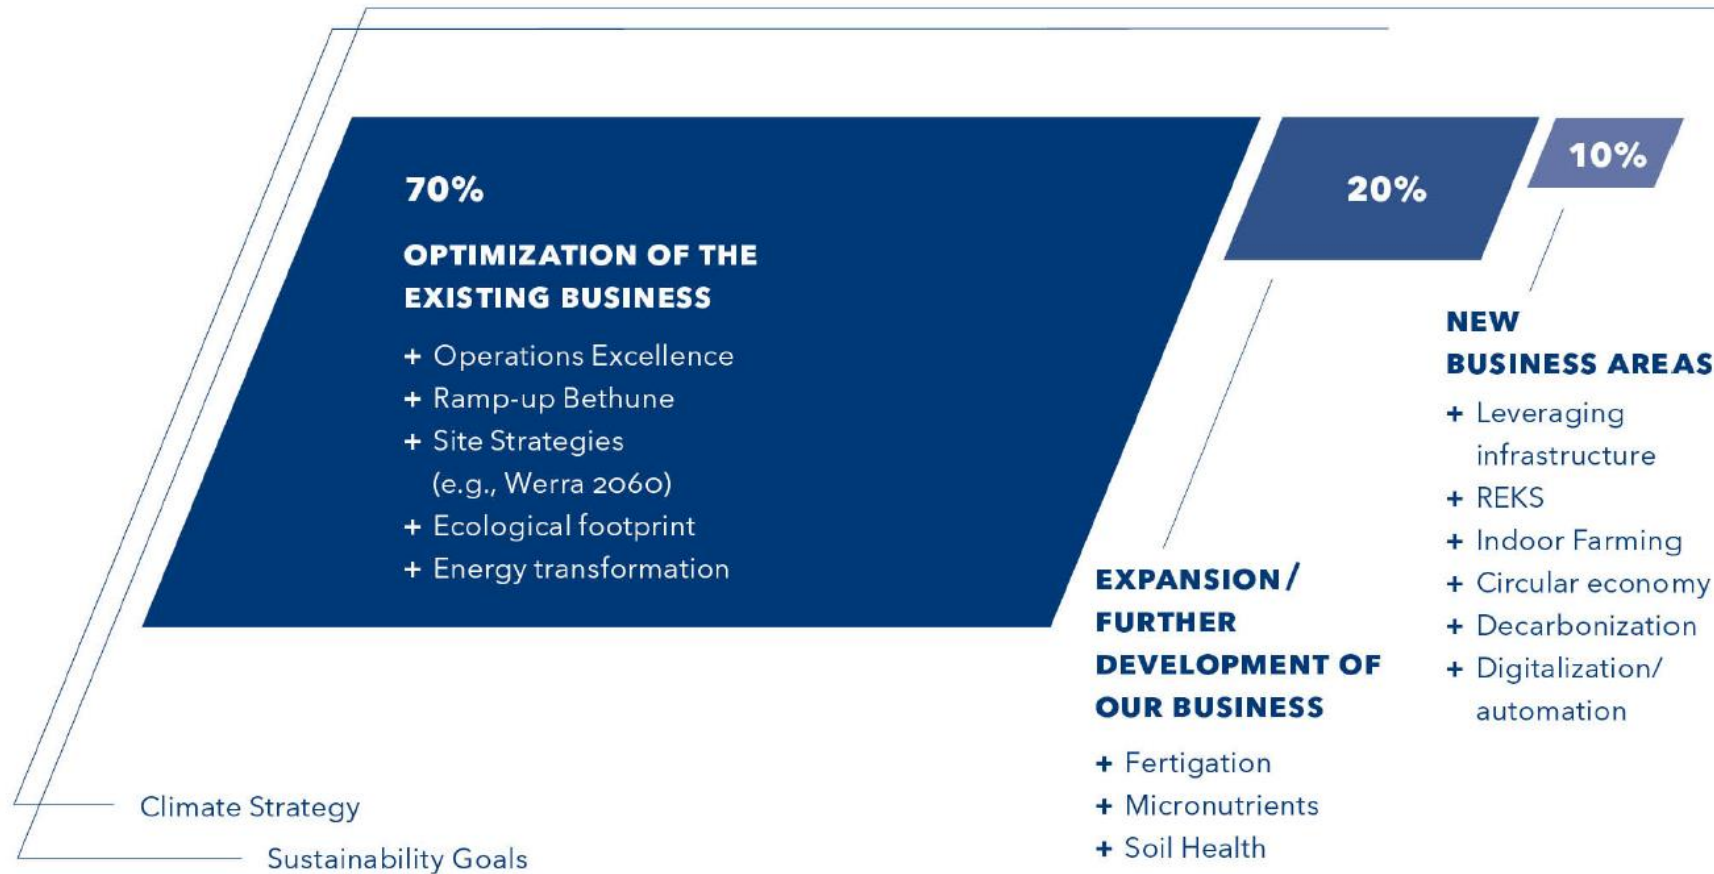 70%
OPTIMIZATION OF THE
EXISTING BUSINESS
+ Operations Excellence
+ Ramp-up Bethune
+ Site Strategies
(e.g., Werra 2060)
+ Ecological footprint
+ Energy transformation
20%
EXPANSION/
FURTHER
DEVELOPMENT OF
OUR BUSINESS
+ Fertigation
+ Micronutrients
+ Soil Health
10%
NEW
BUSINESS AREAS
+ Leveraging
infrastructure
+ REKS
+ Indoor Farming
+ Circular economy
+ Decarbonization
+ Digitalization/
automation
Climate Strategy
Sustainability Goals